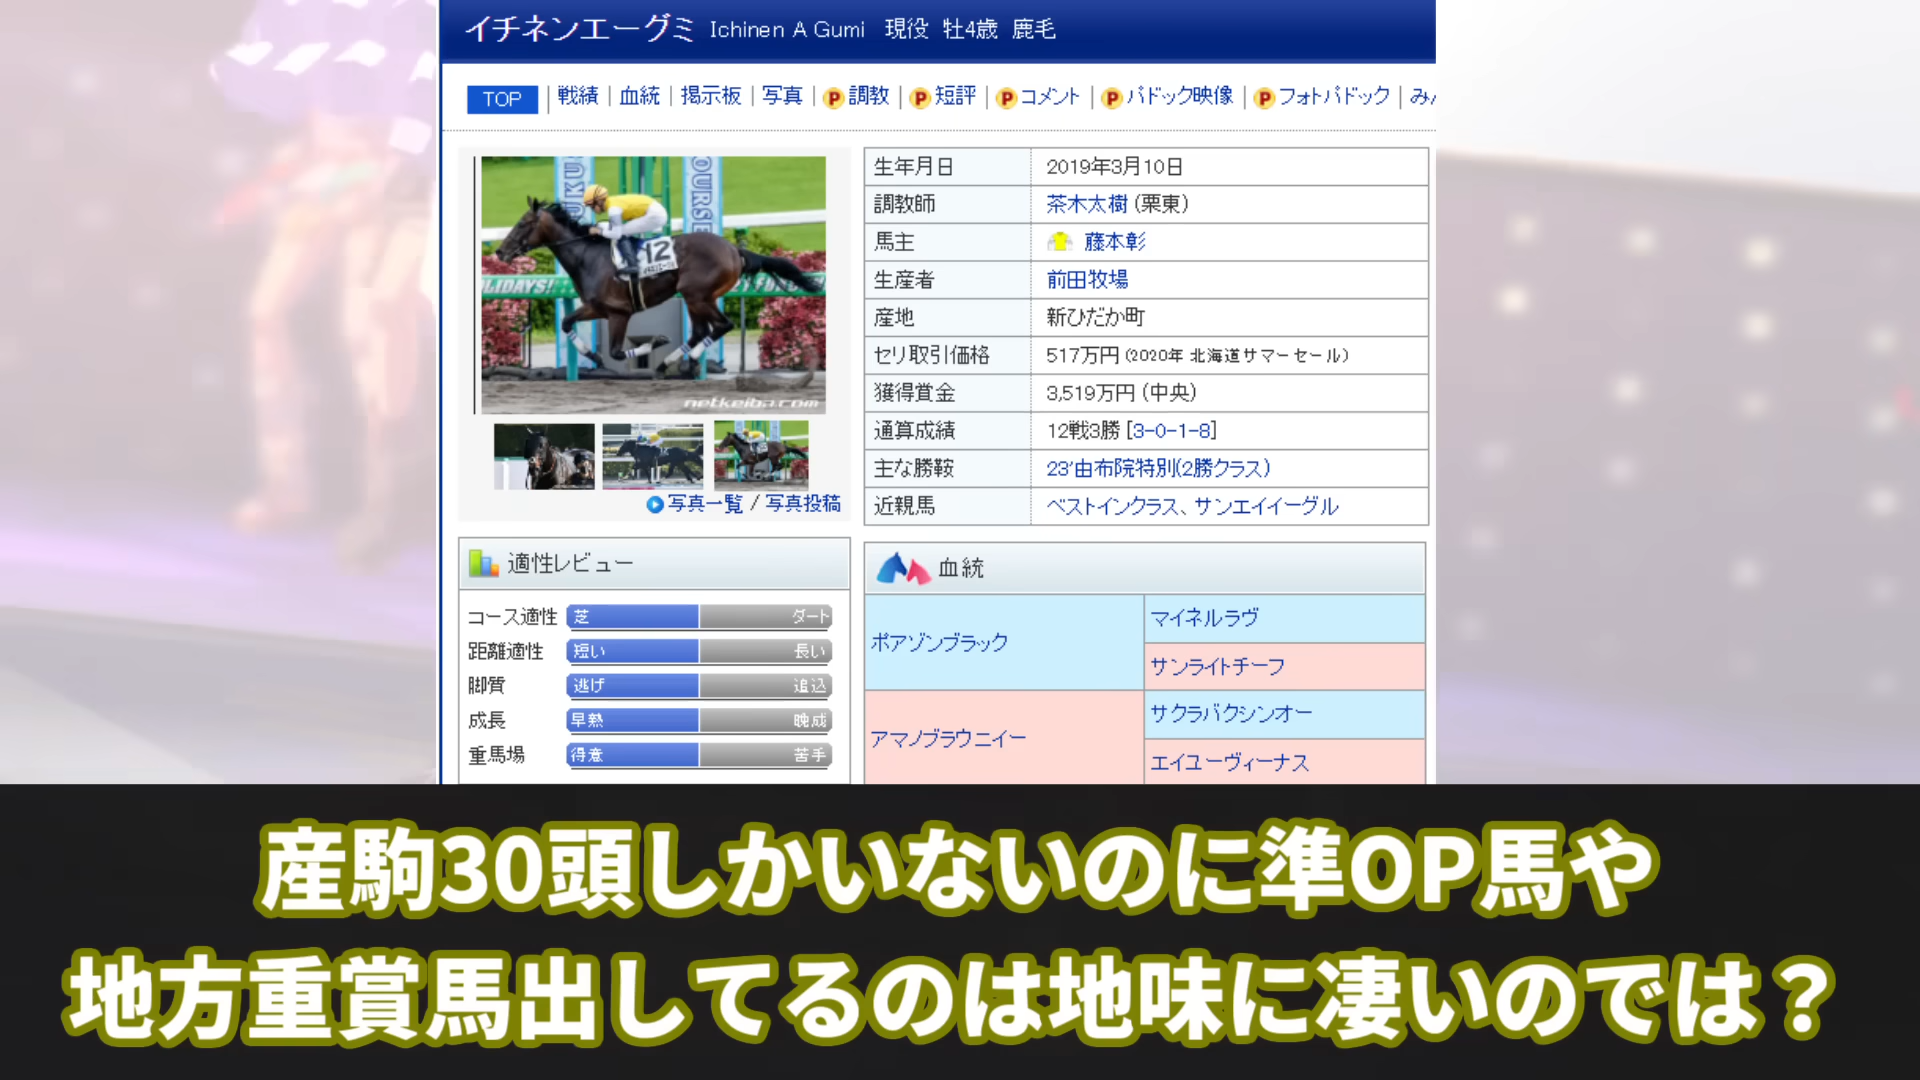 イチネンエーグミ Ichinen A Gumi 現役 牡4歳 鹿毛
TOP 戦績 血統 掲示板 写真 P 調教 P 短評 P コメント P パドック映像 P フォトパドック み
生年月日 2019年3月10日
調教師 茶木太樹 (栗東)
馬主 藤本彰
生産者 前田牧場
産地 新ひだか町
セリ取引価格 517万円 (2020年 北海道サマーセール)
獲得賞金 3,519万円 (中央)
通算成績 12戦3勝 [3-0-1-8]
主な勝鞍 23'由布院特別(2勝クラス)
近親馬 ベストインクラス、サンエイイーグル
12
OURSE
netkeiba.com
写真一覧 / 写真投稿
適性レビュー
コース適性 芝 ダート
距離適性 短い 長い
脚質 逃げ 追込
成長 早熟 晩成
重馬場 得意 苦手
血統
ポアゾンブラック
マイネルラヴ
サンライトチーフ
アマノブラウニイー
サクラバクシンオー
エイユーヴィーナス
産駒30頭しかいないのに準OP馬や
地方重賞馬出してるのは地味に凄いのでは？